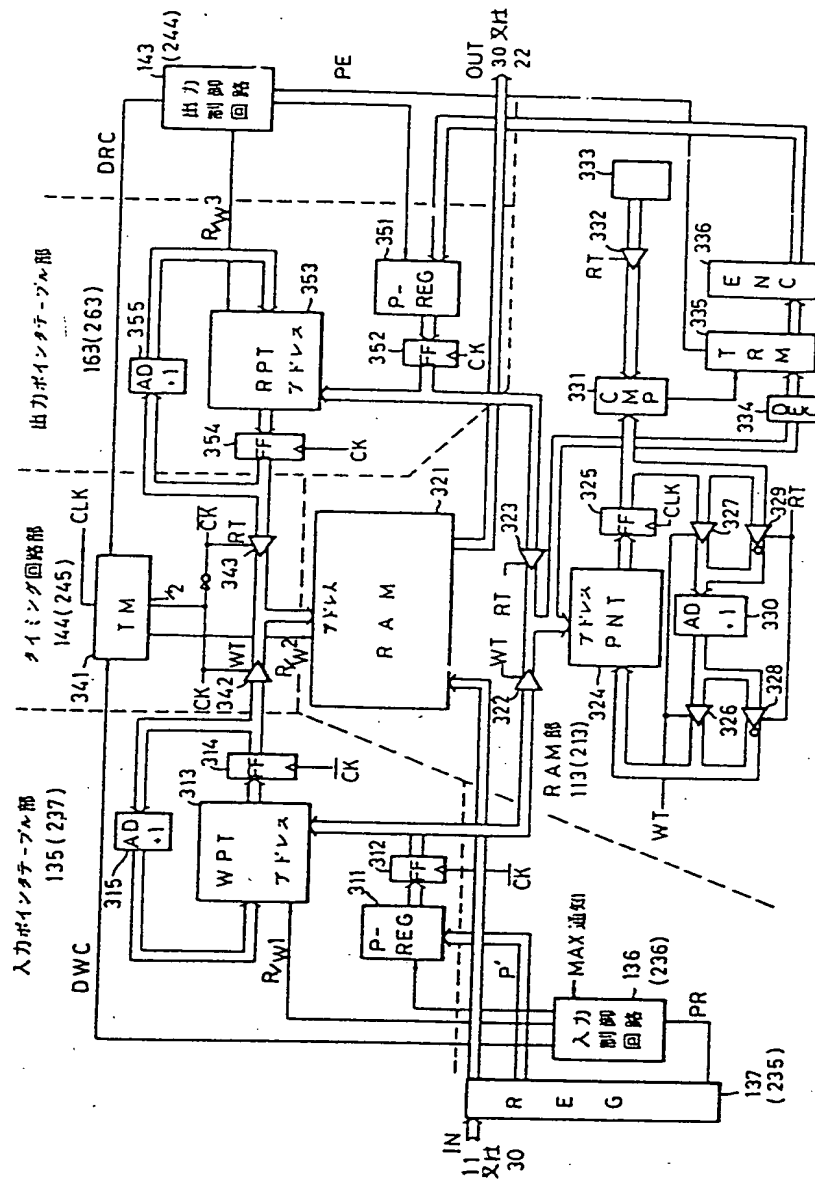 入力ポインタテーブル部
135(237)
タイミング回路部
144(245)
出力ポインタテーブル部
163(263)
143
(244)
出力
制御
回路
DWC
DRC
PE
341
TM
CLK
2
CK
CK
WT
RT
342
343
R/W1
R/W2
R/W3
315
AD
+1
313
WPT
アドレス
314
FF
CK
311
P-
REG
312
FF
CK
355
AD
+1
353
RPT
アドレス
354
FF
CK
351
P-
REG
352
FF
CK
321
アドレス
RAM
OUT
30又は
22
322
WT
323
RT
RAM部
113(213)
324
アドレス
PNT
325
FF
CLK
326
327
328
329
330
AD
+1
WT
RT
331
CMP
332
RT
333
334
DEC
335
TRM
336
ENC
IN
11
又は
30
REG
137
(235)
P'
PR
MAX通知
入力
制御
回路
136
(236)